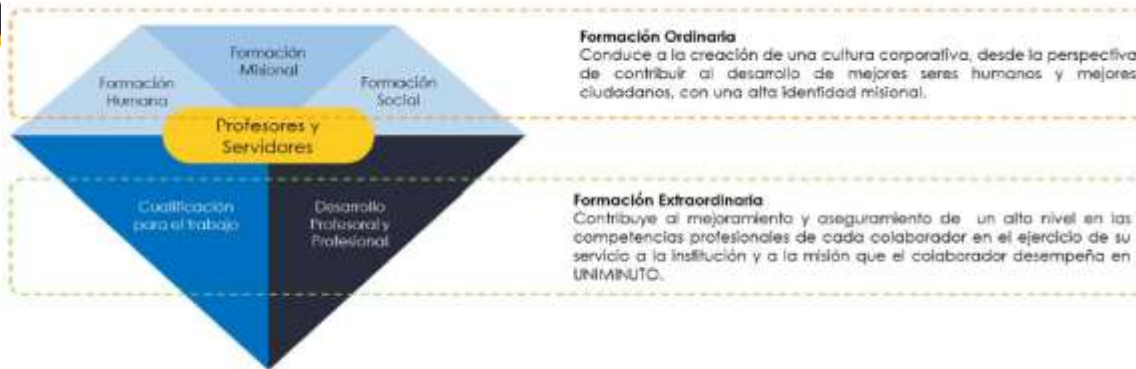 Formación
Misional
Formación
Humana
Formación
Social
Profesores y
Servidores
Cualificación
para el trabajo
Desarrollo
Profesoral y
Profesional
Formación Ordinaria
Conduce a la creación de una cultura corporativa, desde la perspectiva
de contribuir al desarrollo de mejores seres humanos y mejores
ciudadanos, con una alta identidad misional.
Formación Extraordinaria
Contribuye al mejoramiento y aseguramiento de un alto nivel en las
competencias profesionales de cada colaborador en el ejercicio de su
servicio a la institución y a la misión que el colaborador desempeña en
UNIMINUTO.